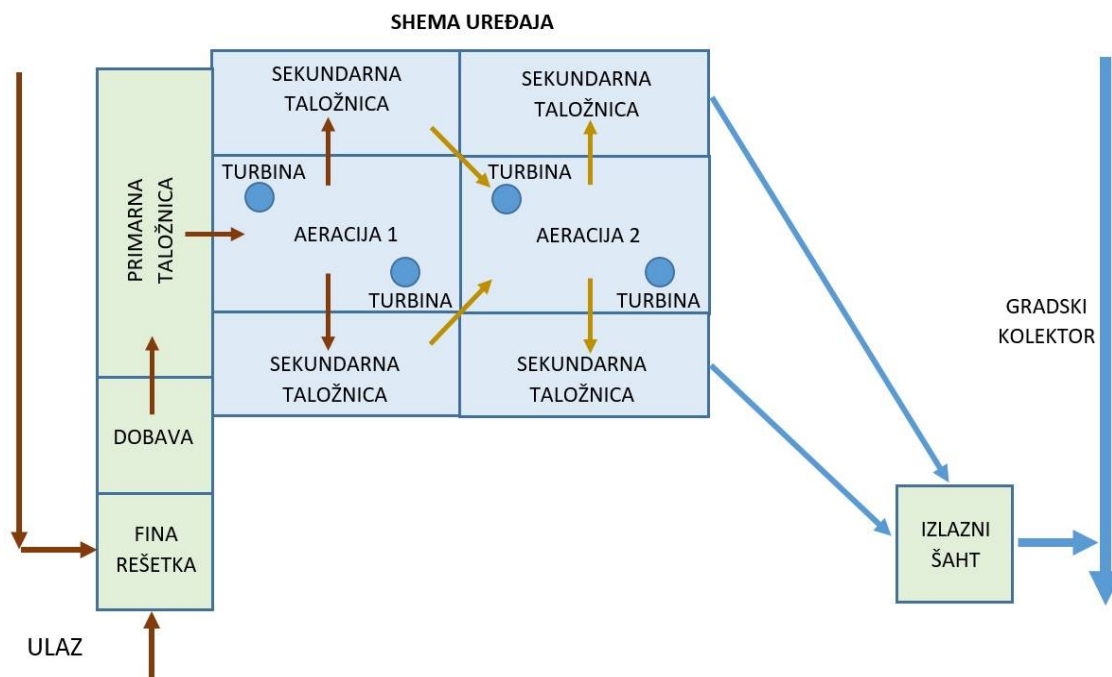 SHEMA UREĐAJA
SEKUNDARNA
TALOŽNICA
SEKUNDARNA
TALOŽNICA
PRIMARNA
TALOŽNICA
TURBINA
TURBINA
AERACIJA 1
AERACIJA 2
TURBINA
TURBINA
SEKUNDARNA
TALOŽNICA
SEKUNDARNA
TALOŽNICA
GRADSKI
KOLEKTOR
DOBAVA
FINA
REŠETKA
IZLAZNI
ŠAHT
ULAZ